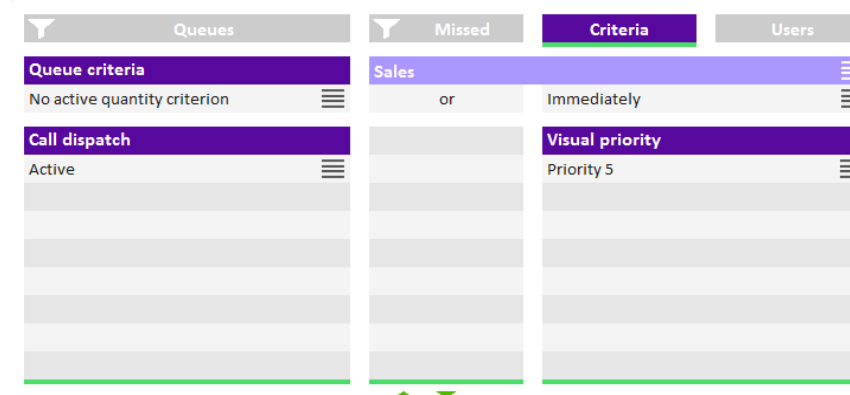 Queues Missed Criteria Users
Queue criteria Sales
No active quantity criterion or Immediately
Call dispatch Visual priority
Active Priority 5